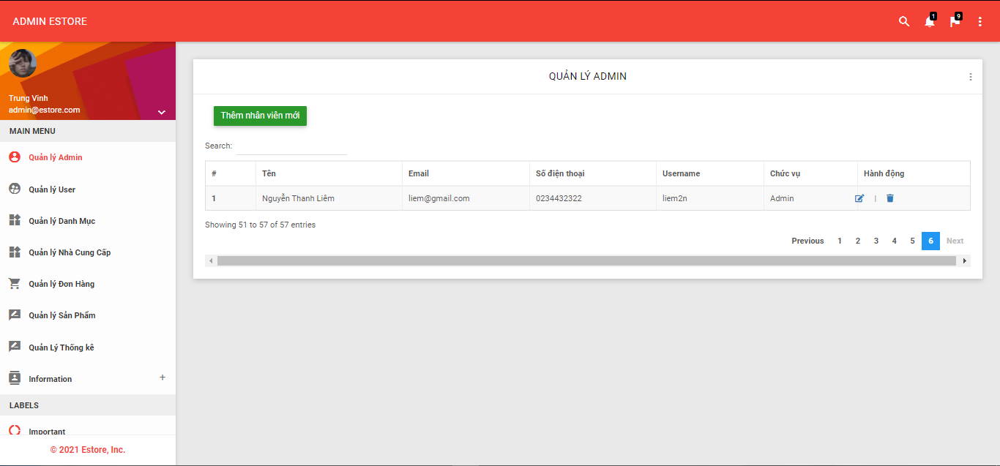 ADMIN ESTORE
1
9
Trung Vinh
admin@estore.com
MAIN MENU
Quản lý Admin
Quản lý User
Quản lý Danh Mục
Quản lý Nhà Cung Cấp
Quản lý Đơn Hàng
Quản lý Sản Phẩm
Quản Lý Thống kê
Information +
LABELS
Important
© 2021 Estore, Inc.
QUẢN LÝ ADMIN
Thêm nhân viên mới
Search:
# Tên Email Số điện thoại Username Chức vụ Hành động
1 Nguyễn Thanh Liêm liem@gmail.com 0234432322 liem2n Admin |
Showing 51 to 57 of 57 entries
Previous 1 2 3 4 5 6 Next